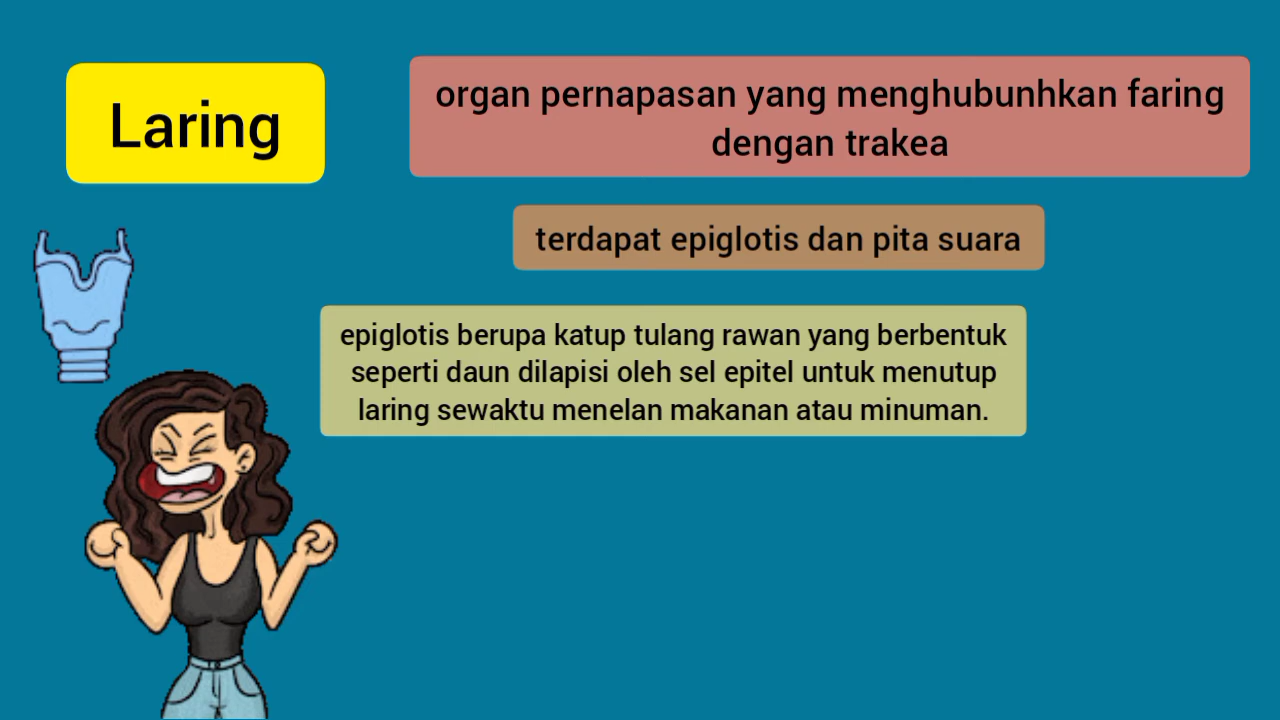 Laring
organ pernapasan yang menghubunhkan faring
dengan trakea
terdapat epiglotis dan pita suara
epiglotis berupa katup tulang rawan yang berbentuk
seperti daun dilapisi oleh sel epitel untuk menutup
laring sewaktu menelan makanan atau minuman.